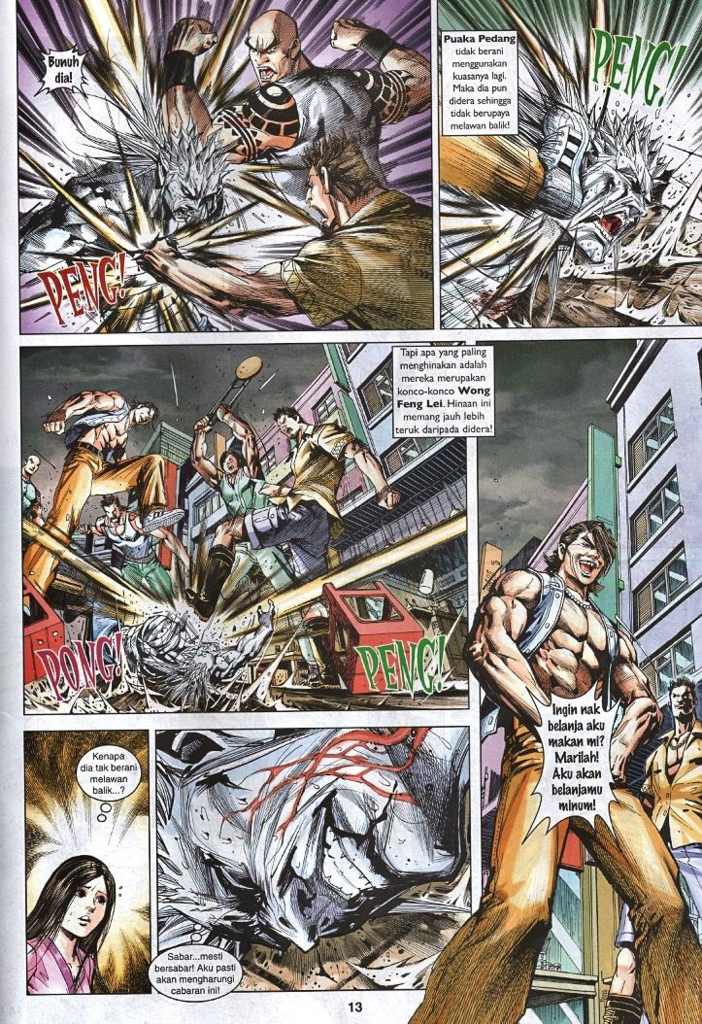 Bunuh
dia!
PENG!
Puaka Pedang
tidak berani
menggunakan
kuasanya lagi.
Maka dia pun
didera sehingga
tidak berupaya
melawan balik!
PENG!
Tapi apa yang paling
menghinakan adalah
mereka merupakan
konco-konco Wong
Feng Lei. Hinaan ini
memang jauh lebih
teruk daripada didera!
PONG!
PENG!
Ingin nak
belanja aku
makan mi?
Marilah!
Aku akan
belanjamu
minum!
Kenapa
dia tak berani
melawan
balik...?
Sabar...mesti
bersabar! Aku pasti
akan mengharungi
cabaran ini!
13